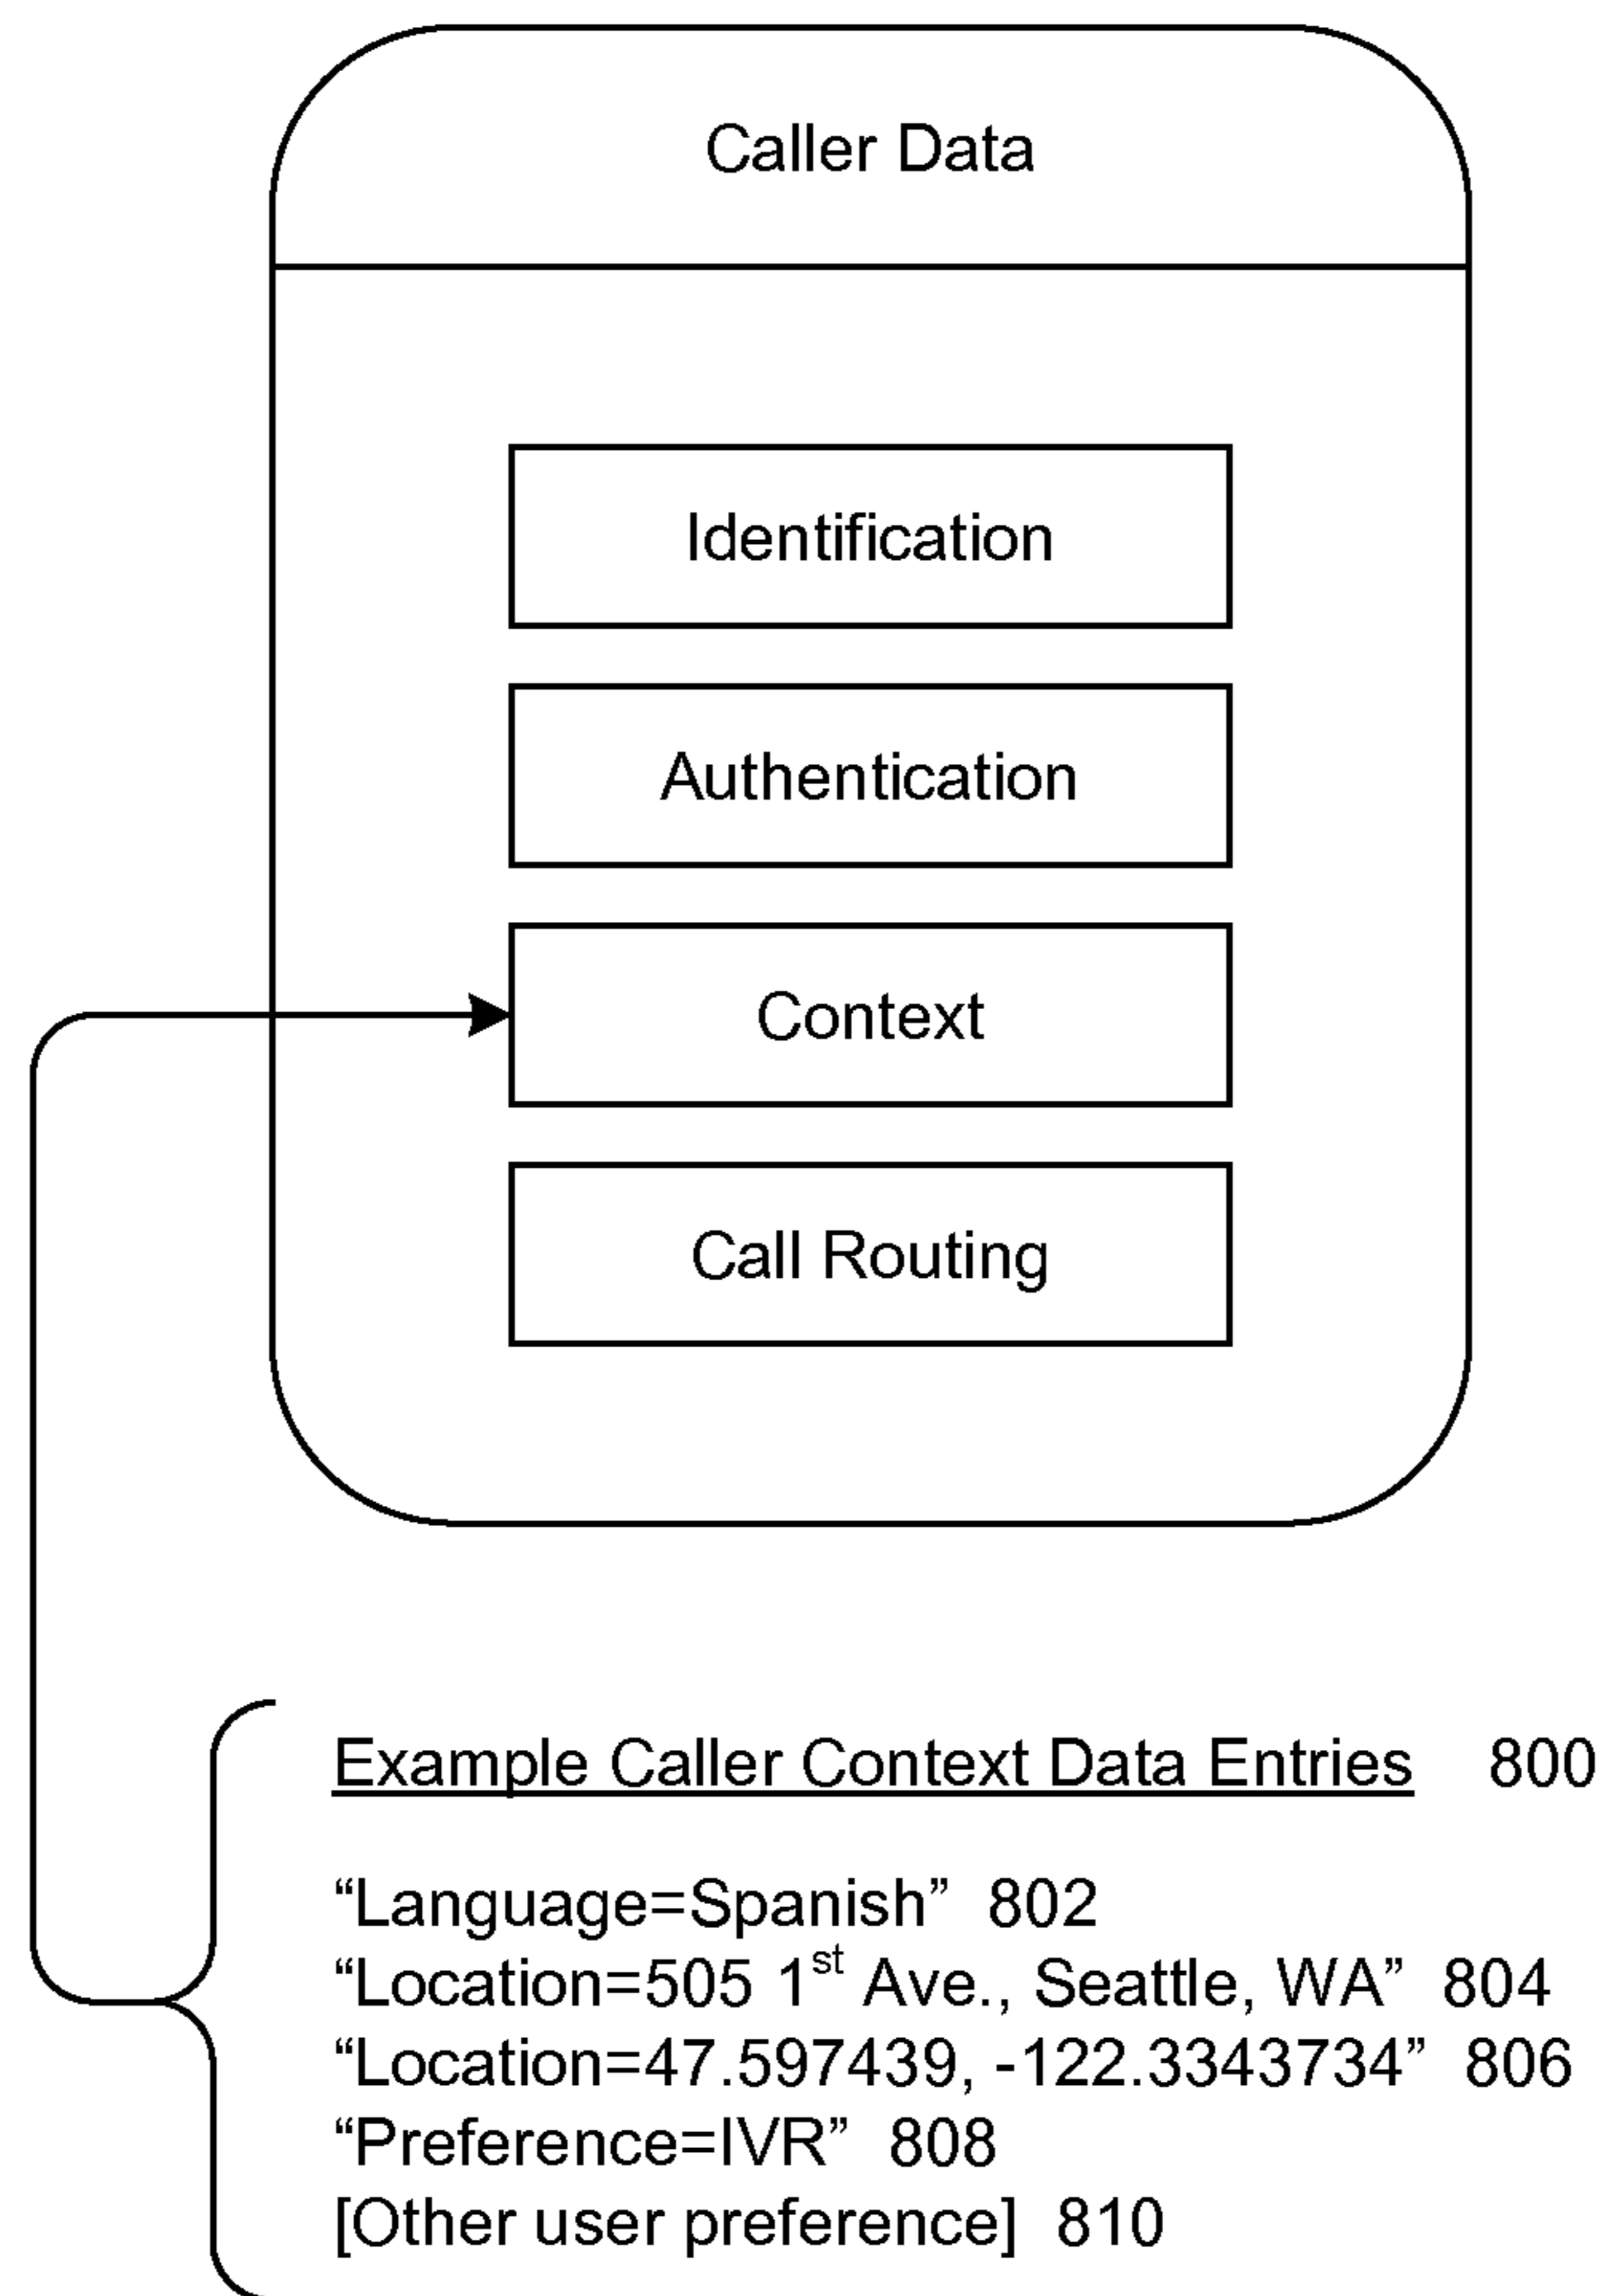 Caller Data
Identification
Authentication
Context
Call Routing
Example Caller Context Data Entries 800
“Language=Spanish” 802
“Location=505 1st Ave., Seattle, WA” 804
“Location=47.597439, -122.3343734” 806
“Preference=IVR” 808
[Other user preference] 810